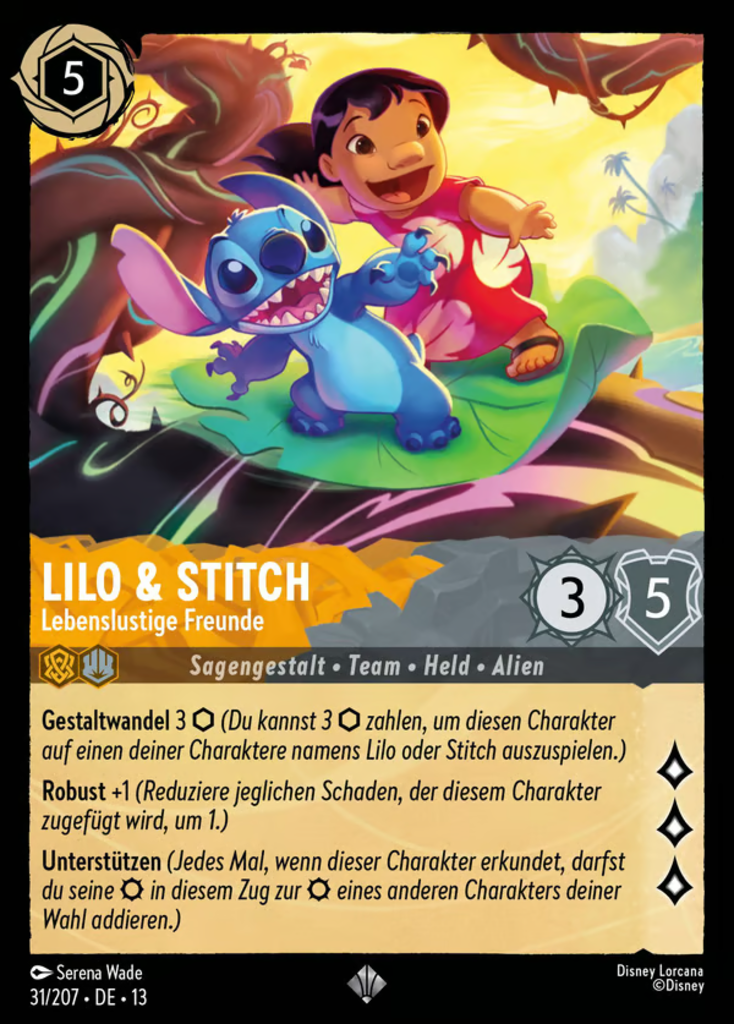 5
LILO & STITCH
Lebenslustige Freunde
3
5
Sagengestalt • Team • Held • Alien
Gestaltwandel 3 ⬡ (Du kannst 3 ⬡ zahlen, um diesen Charakter
auf einen deiner Charaktere namens Lilo oder Stitch auszuspielen.)
Robust +1 (Reduziere jeglichen Schaden, der diesem Charakter
zugefügt wird, um 1.)
Unterstützen (Jedes Mal, wenn dieser Charakter erkundet, darfst
du seine ¤ in diesem Zug zur ¤ eines anderen Charakters deiner
Wahl addieren.)
Serena Wade
Disney Lorcana
31/207 • DE • 13
©Disney